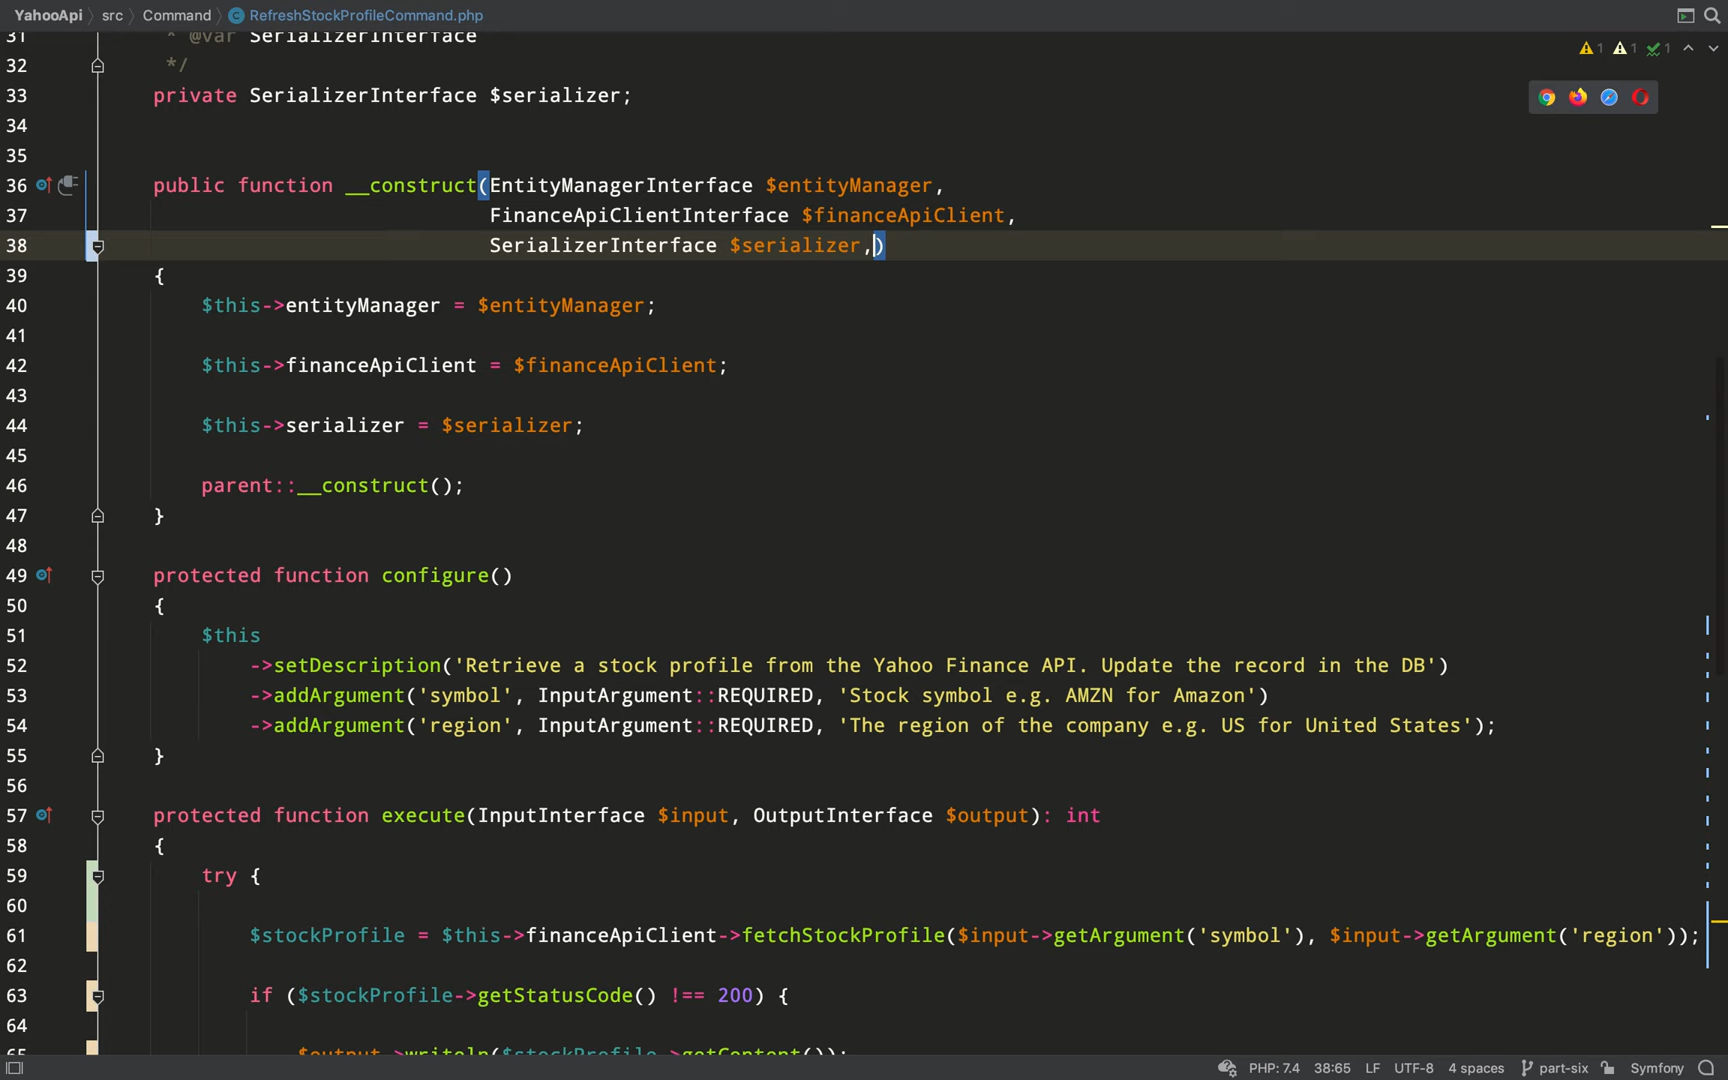 YahooApi src Command RefreshStockProfileCommand.php
31 * @var SerializerInterface
1 1 1
32 */
33 private SerializerInterface $serializer;
34
35
36 public function __construct(EntityManagerInterface $entityManager,
37 FinanceApiClientInterface $financeApiClient,
38 SerializerInterface $serializer,)
39 {
40 $this->entityManager = $entityManager;
41
42 $this->financeApiClient = $financeApiClient;
43
44 $this->serializer = $serializer;
45
46 parent::__construct();
47 }
48
49 protected function configure()
50 {
51 $this
52 ->setDescription('Retrieve a stock profile from the Yahoo Finance API. Update the record in the DB')
53 ->addArgument('symbol', InputArgument::REQUIRED, 'Stock symbol e.g. AMZN for Amazon')
54 ->addArgument('region', InputArgument::REQUIRED, 'The region of the company e.g. US for United States');
55 }
56
57 protected function execute(InputInterface $input, OutputInterface $output): int
58 {
59 try {
60
61 $stockProfile = $this->financeApiClient->fetchStockProfile($input->getArgument('symbol'), $input->getArgument('region'));
62
63 if ($stockProfile->getStatusCode() !== 200) {
64
65 $output->writeln($stockProfile->getContent());
PHP: 7.4 38:65 LF UTF-8 4 spaces part-six Symfony